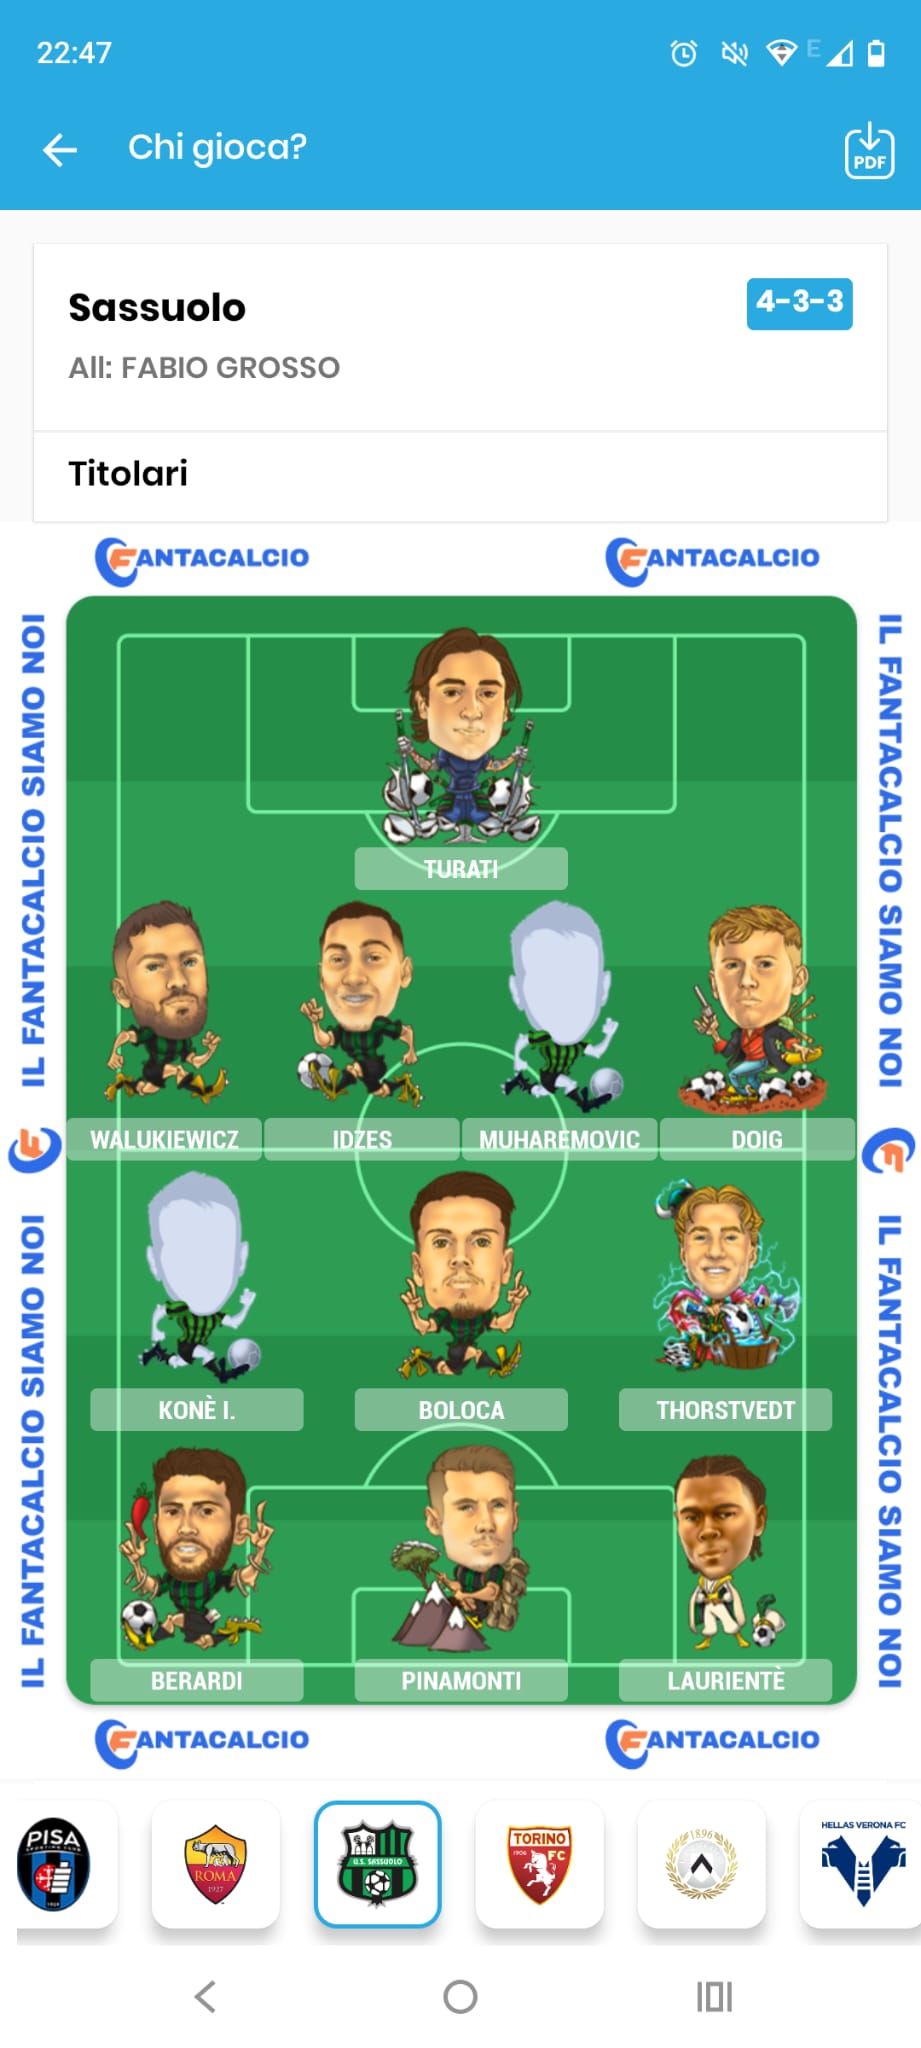 22:47
E
Chi gioca?
PDF
Sassuolo
4-3-3
All: FABIO GROSSO
Titolari
FANTACALCIO
FANTACALCIO
IL FANTACALCIO SIAMO NOI
IL FANTACALCIO SIAMO NOI
TURATI
WALUKIEWICZ
IDZES
MUHAREMOVIC
DOIG
IL FANTACALCIO SIAMO NOI
IL FANTACALCIO SIAMO NOI
KONÈ I.
BOLOCA
THORSTVEDT
BERARDI
PINAMONTI
LAURIENTÈ
FANTACALCIO
FANTACALCIO
PISA
ROMA
1927
U.S. SASSUOLO
TORINO
1906 FC
1896
HELLAS VERONA FC